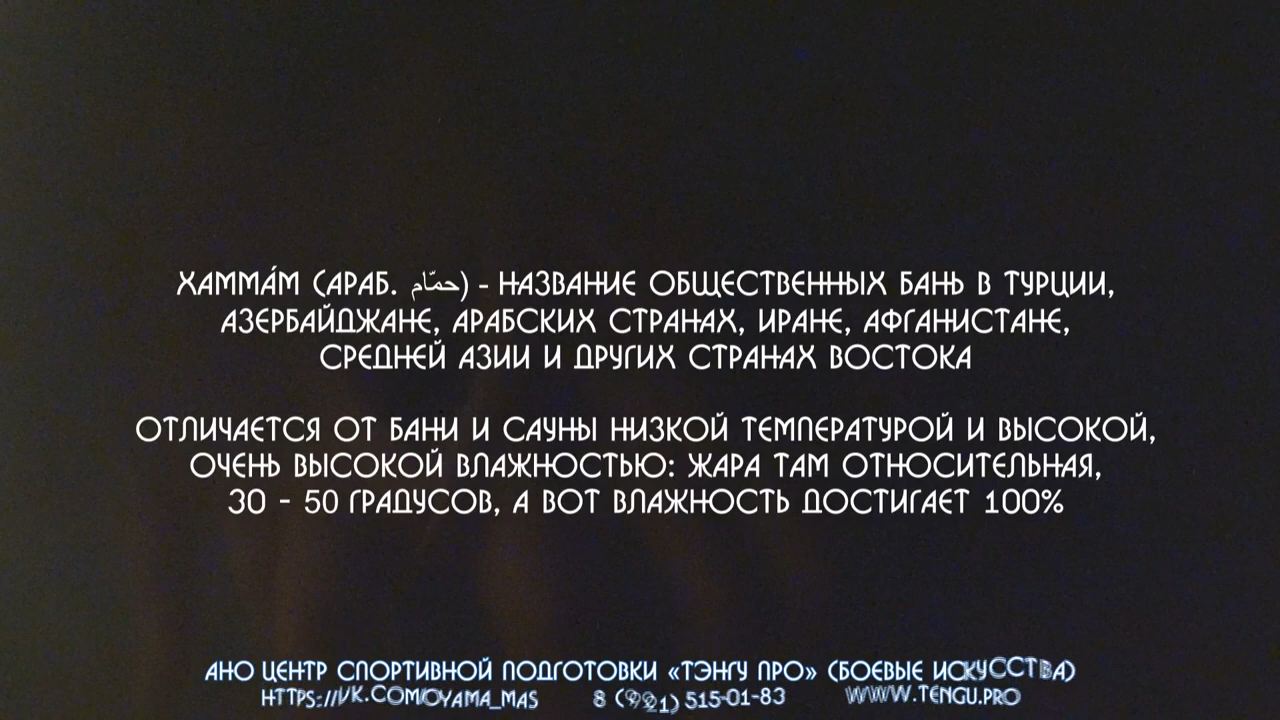 ХАММА́М (АРАБ. حمّام) - НАЗВАНИЕ ОБЩЕСТВЕННЫХ БАНЬ В ТУРЦИИ,
АЗЕРБАЙДЖАНЕ, АРАБСКИХ СТРАНАХ, ИРАНЕ, АФГАНИСТАНЕ,
СРЕДНЕЙ АЗИИ И ДРУГИХ СТРАНАХ ВОСТОКА
ОТЛИЧАЕТСЯ ОТ БАНИ И САУНЫ НИЗКОЙ ТЕМПЕРАТУРОЙ И ВЫСОКОЙ,
ОЧЕНЬ ВЫСОКОЙ ВЛАЖНОСТЬЮ: ЖАРА ТАМ ОТНОСИТЕЛЬНАЯ,
30 - 50 ГРАДУСОВ, А ВОТ ВЛАЖНОСТЬ ДОСТИГАЕТ 100%
АНО ЦЕНТР СПОРТИВНОЙ ПОДГОТОВКИ «ТЭНГУ ПРО» (БОЕВЫЕ ИСКУССТВА)
HTTPS://VK.COM/OYAMA_MAS 8 (921) 515-01-83 WWW.TENGU.PRO